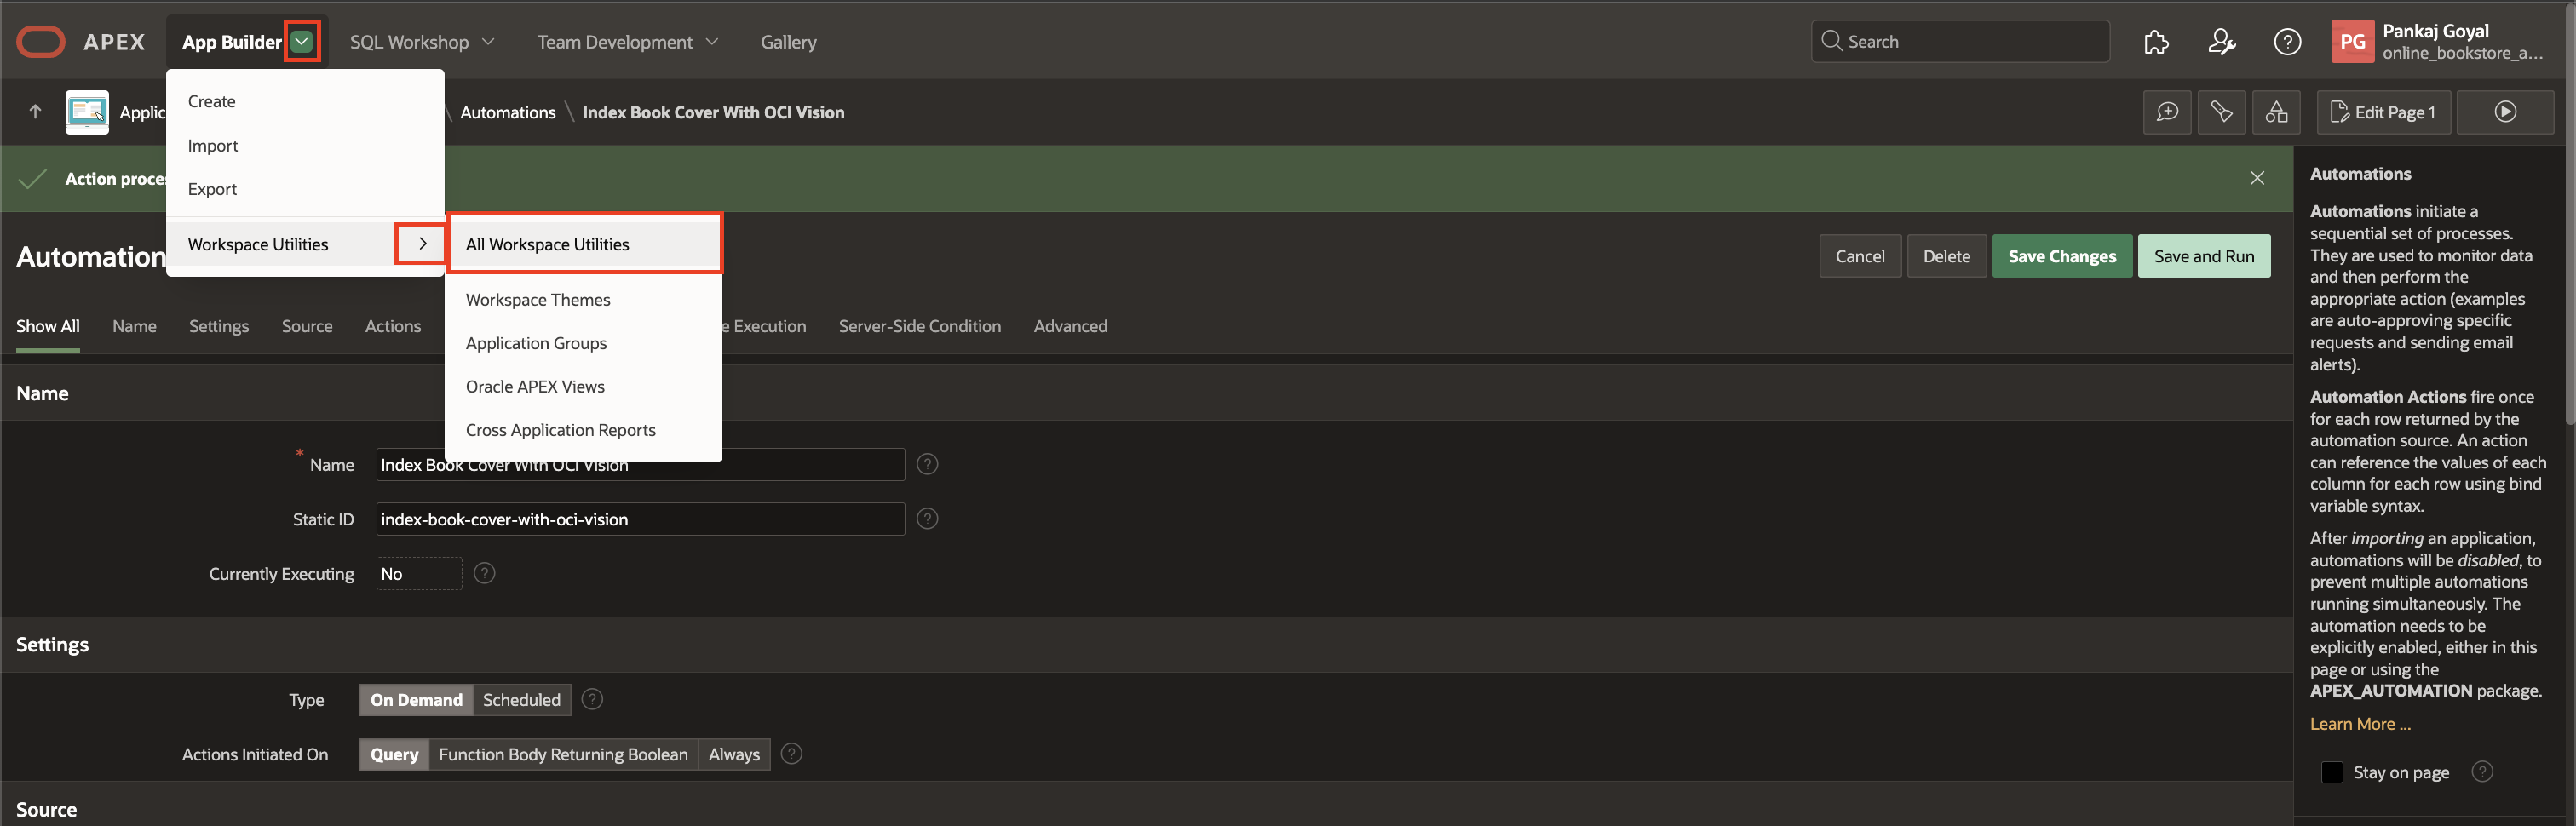 APEX
App Builder
SQL Workshop
Team Development
Gallery
Search
PG
Pankaj Goyal
online_bookstore_a...
Applic
Automations \ Index Book Cover With OCI Vision
Edit Page 1
Create
Import
Export
Workspace Utilities
All Workspace Utilities
Workspace Themes
Application Groups
Oracle APEX Views
Cross Application Reports
Action proces
Automation
Cancel
Delete
Save Changes
Save and Run
Show All
Name
Settings
Source
Actions
e Execution
Server-Side Condition
Advanced
Name
* Name
Index Book Cover With OCI Vision
Static ID
index-book-cover-with-oci-vision
Currently Executing
No
Settings
Type
On Demand
Scheduled
Actions Initiated On
Query
Function Body Returning Boolean
Always
Source
Automations
Automations initiate a
sequential set of processes.
They are used to monitor data
and then perform the
appropriate action (examples
are auto-approving specific
requests and sending email
alerts).
Automation Actions fire once
for each row returned by the
automation source. An action
can reference the values of each
column for each row using bind
variable syntax.
After importing an application,
automations will be disabled, to
prevent multiple automations
running simultaneously. The
automation needs to be
explicitly enabled, either in this
page or using the
APEX_AUTOMATION package.
Learn More ...
Stay on page